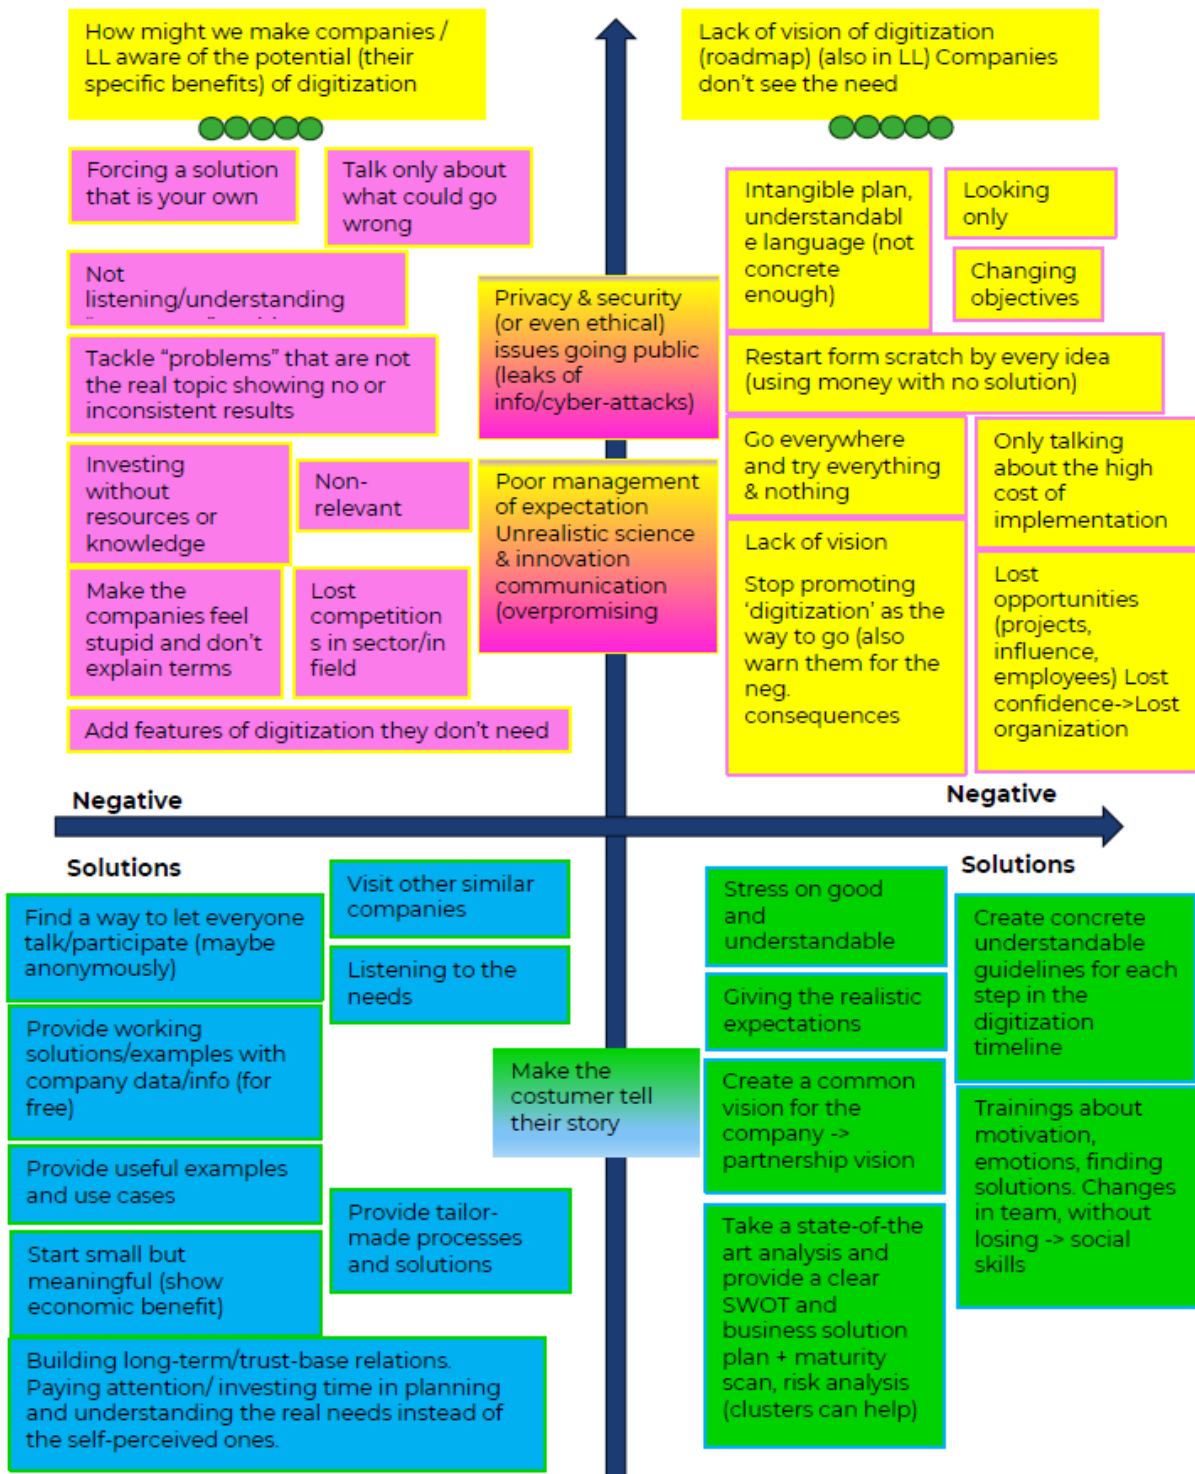 How might we make companies /
LL aware of the potential (their
specific benefits) of digitization
Lack of vision of digitization
(roadmap) (also in LL) Companies
don't see the need
Forcing a solution
that is your own
Talk only about
what could go
wrong
Not
listening/understanding
Tackle “problems” that are not
the real topic showing no or
inconsistent results
Investing
without
resources or
knowledge
Non-
relevant
Make the
companies feel
stupid and don't
explain terms
Lost
competition
s in sector/in
field
Add features of digitization they don't need
Privacy & security
(or even ethical)
issues going public
(leaks of
info/cyber-attacks)
Poor management
of expectation
Unrealistic science
& innovation
communication
(overpromising
Intangible plan,
understandabl
e language (not
concrete
enough)
Looking
only
Changing
objectives
Restart form scratch by every idea
(using money with no solution)
Go everywhere
and try everything
& nothing
Only talking
about the high
cost of
implementation
Lack of vision
Stop promoting
‘digitization’ as the
way to go (also
warn them for the
neg.
consequences
Lost
opportunities
(projects,
influence,
employees) Lost
confidence->Lost
organization
Negative
Negative
Solutions
Solutions
Visit other similar
companies
Find a way to let everyone
talk/participate (maybe
anonymously)
Listening to the
needs
Provide working
solutions/examples with
company data/info (for
free)
Provide useful examples
and use cases
Provide tailor-
made processes
and solutions
Start small but
meaningful (show
economic benefit)
Building long-term/trust-base relations.
Paying attention/ investing time in planning
and understanding the real needs instead of
the self-perceived ones.
Make the
costumer tell
their story
Stress on good
and
understandable
Giving the realistic
expectations
Create a common
vision for the
company ->
partnership vision
Take a state-of-the
art analysis and
provide a clear
SWOT and
business solution
plan + maturity
scan, risk analysis
(clusters can help)
Create concrete
understandable
guidelines for each
step in the
digitization
timeline
Trainings about
motivation,
emotions, finding
solutions. Changes
in team, without
losing -> social
skills